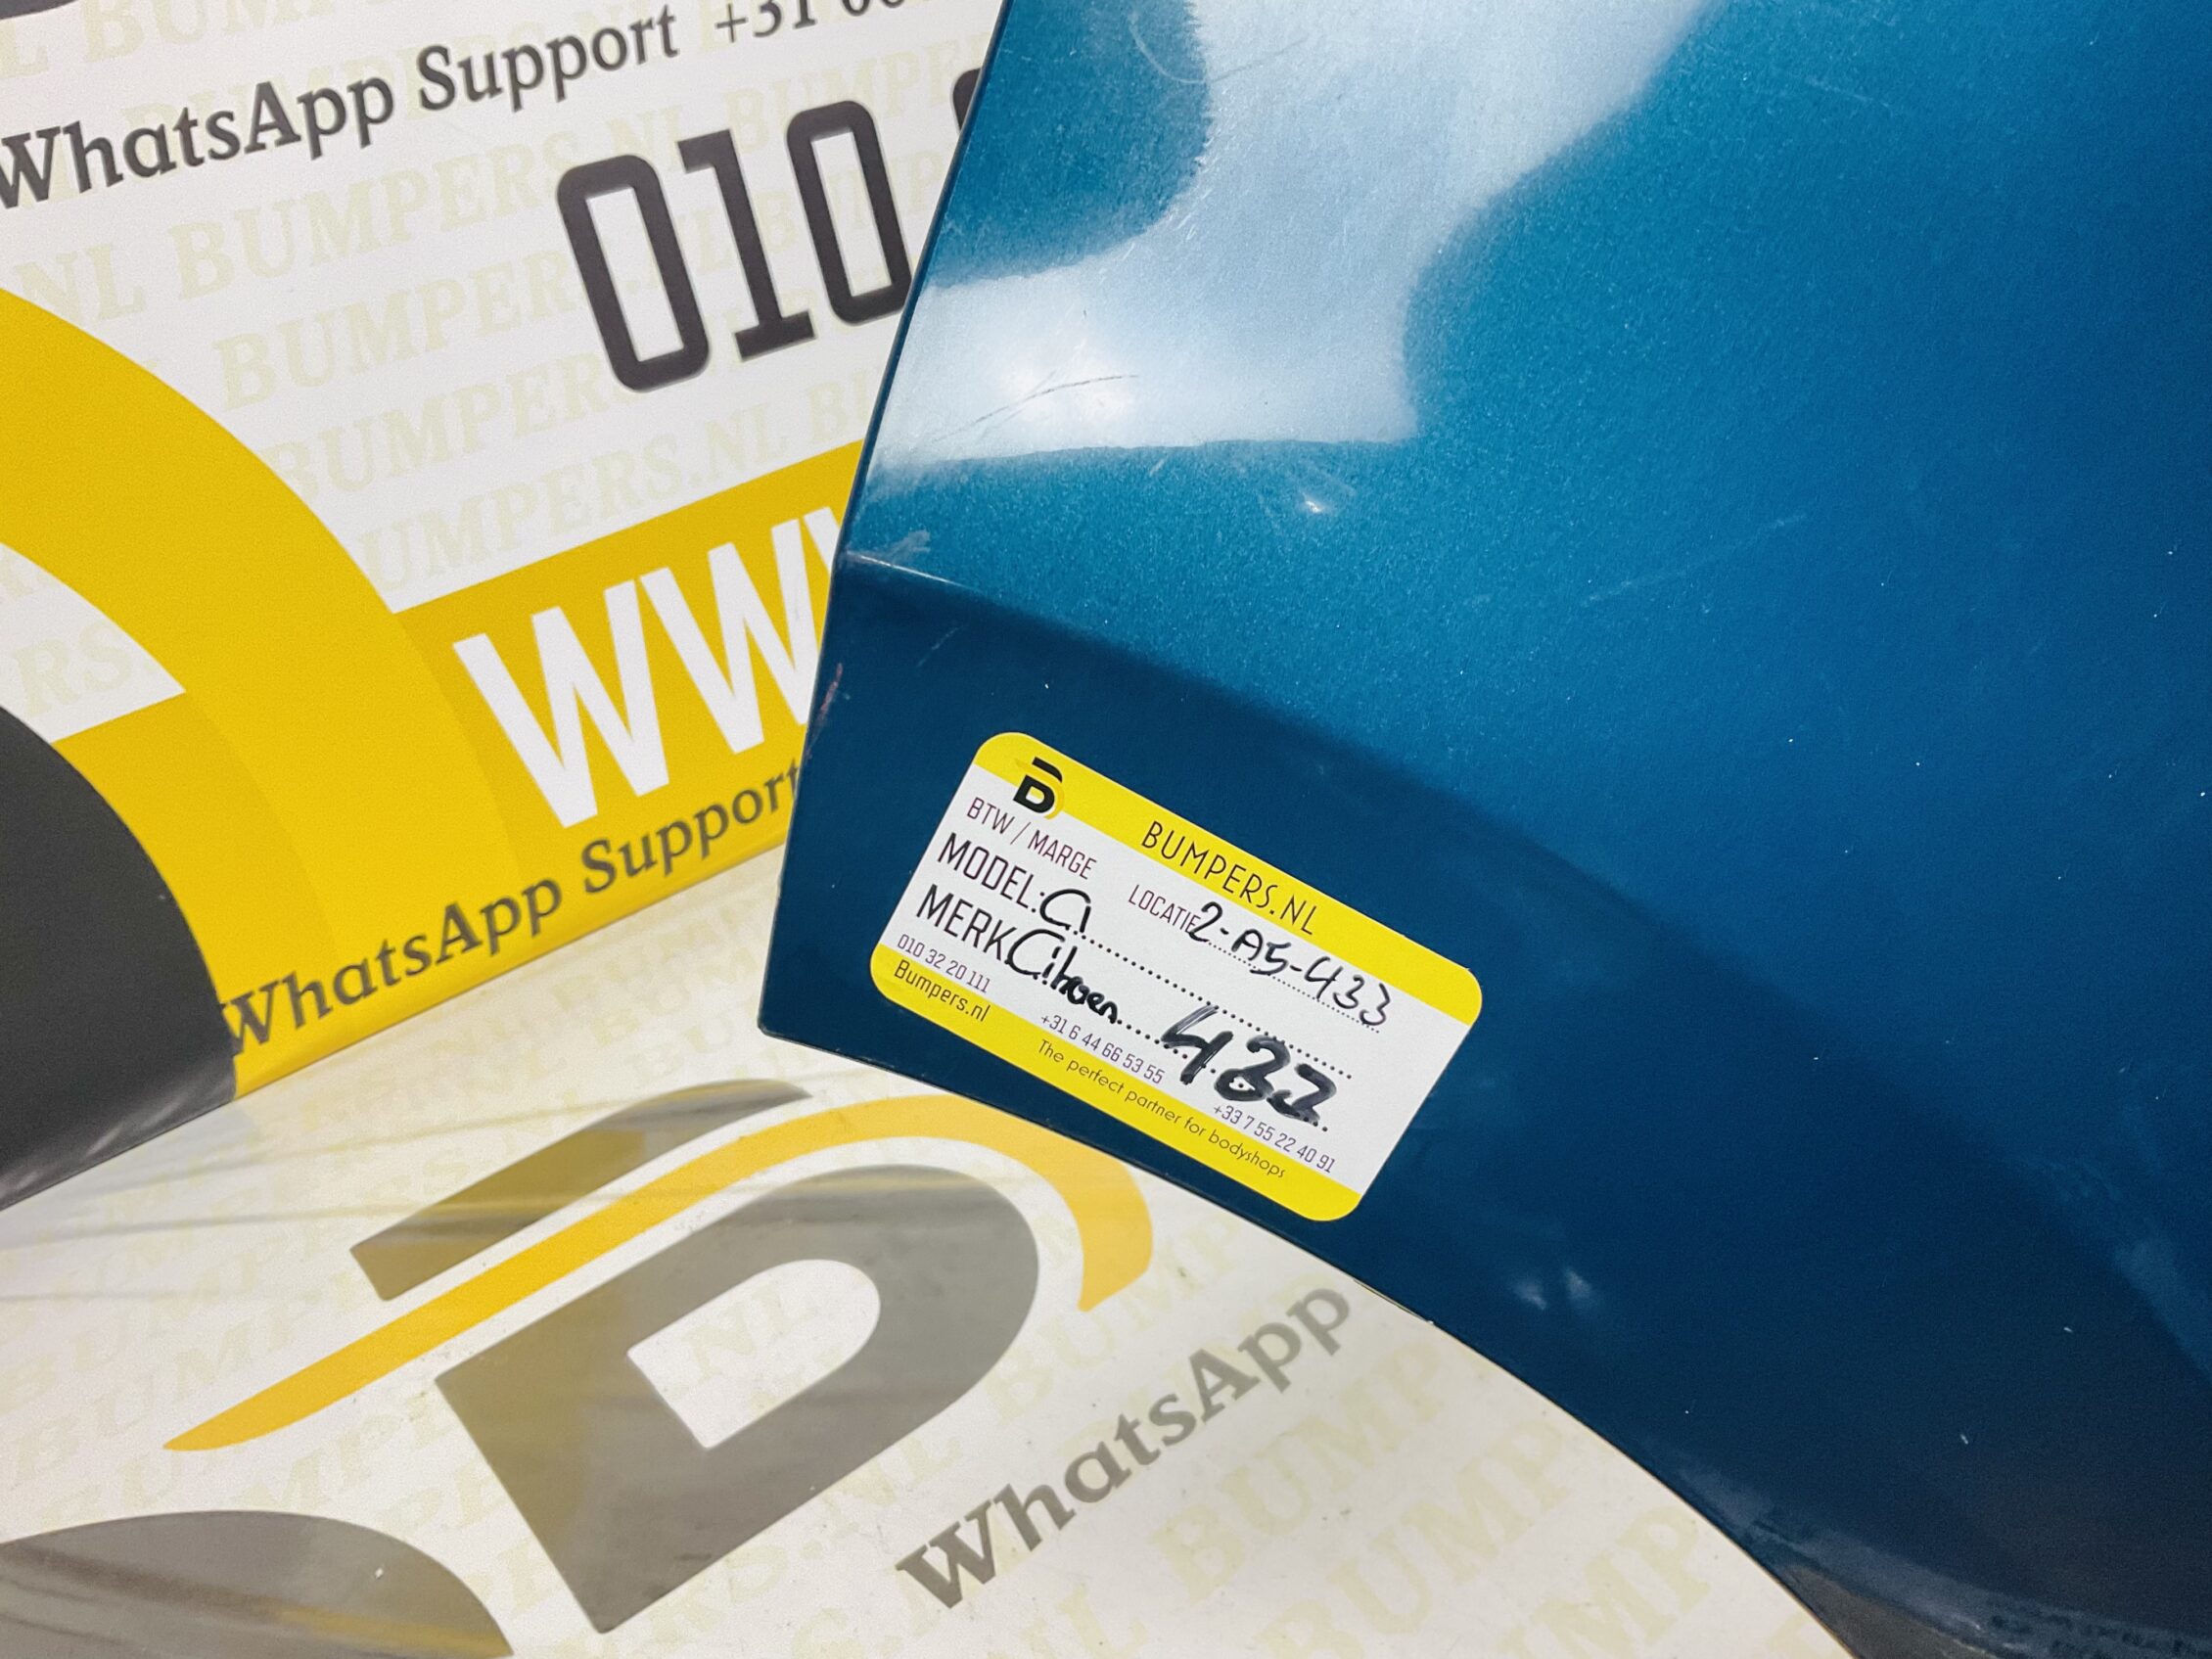 WhatsApp Support +31
010
WW
WhatsApp Support
BUMPERS.NL
BTW / MARGE
LOCATIE 2-A5-433
MODEL: C1
MERK Citroen 433
010 32 20 111
+31 6 44 66 53 55
+33 7 55 22 40 91
Bumpers.nl
The perfect partner for bodyshops
WhatsApp